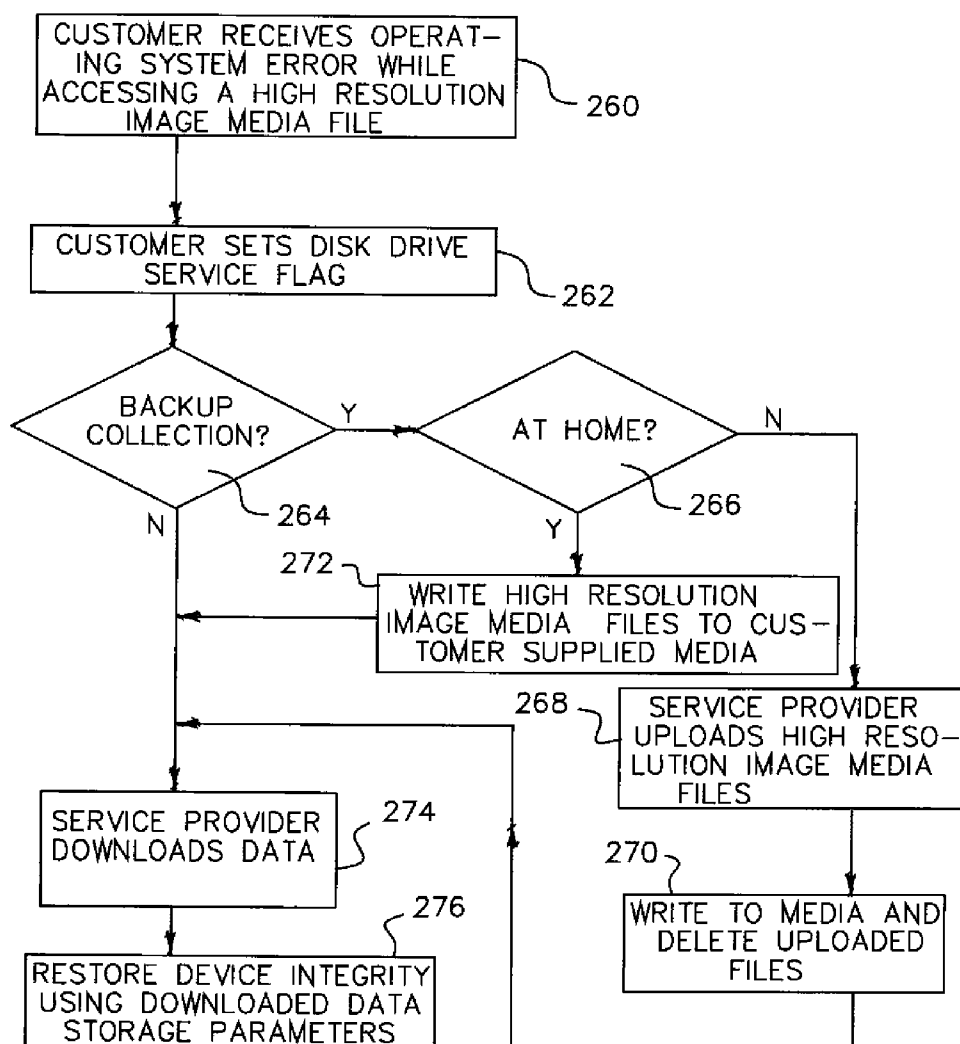 CUSTOMER RECEIVES OPERAT-
ING SYSTEM ERROR WHILE
ACCESSING A HIGH RESOLUTION
IMAGE MEDIA FILE
260
CUSTOMER SETS DISK DRIVE
SERVICE FLAG
262
BACKUP
COLLECTION?
Y
264
N
AT HOME?
N
266
Y
272
WRITE HIGH RESOLUTION
IMAGE MEDIA FILES TO CUS-
TOMER SUPPLIED MEDIA
268
SERVICE PROVIDER
UPLOADS HIGH RESO-
LUTION IMAGE MEDIA
FILES
SERVICE PROVIDER
DOWNLOADS DATA
274
270
WRITE TO MEDIA AND
DELETE UPLOADED
FILES
276
RESTORE DEVICE INTEGRITY
USING DOWNLOADED DATA
STORAGE PARAMETERS